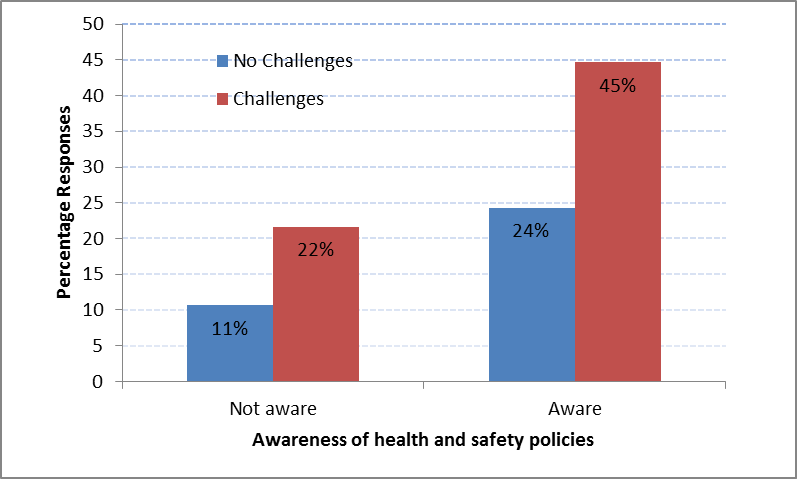 Percentage Responses
50
45
40
35
30
25
20
15
10
5
0
No Challenges
Challenges
11%
22%
24%
45%
Not aware
Aware
Awareness of health and safety policies